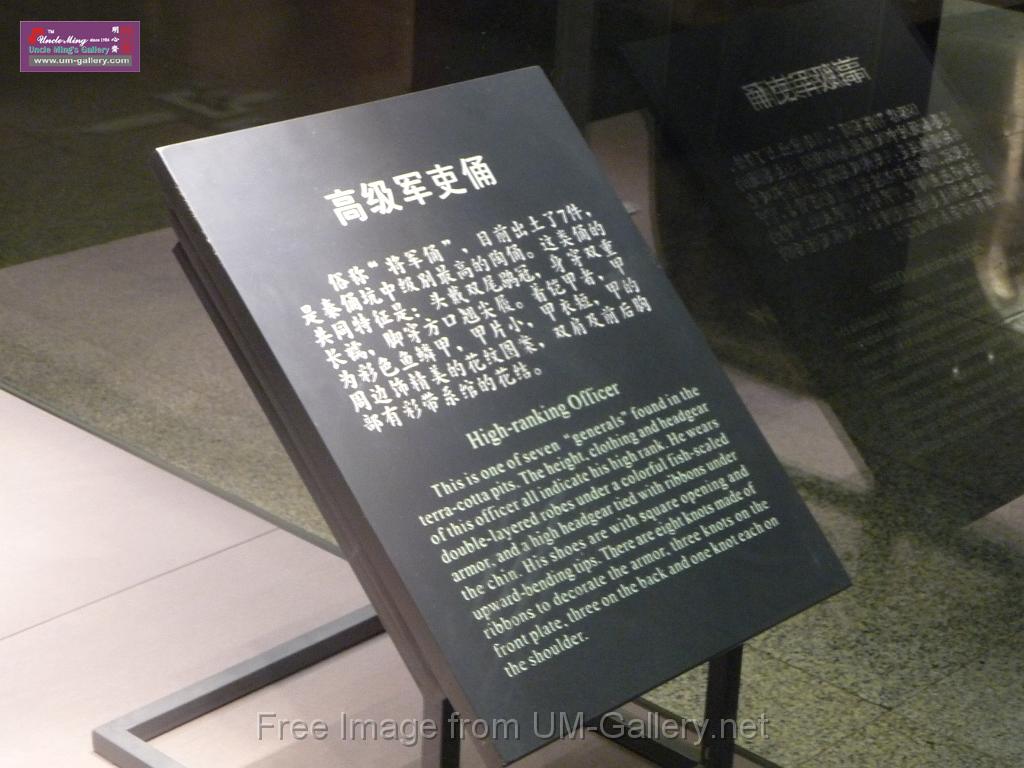 Uncle Ming since 1986
Uncle Ming's Gallery
www.um-gallery.com
高级军吏俑
俗称“将军俑”，目前出土了7件，
是秦俑坑中级别最高的陶俑。这类俑的
共同特征是：头戴双尾鹖冠，身穿双重
长襦，脚穿方口翘尖履。着铠甲者，甲
为彩色鱼鳞甲，甲片小，甲衣短，甲的
周边饰精美的花纹图案，双肩及前后胸
部有彩带系绾的花结。
High-ranking Officer
This is one of seven "generals" found in the
terra-cotta pits. The height, clothing and headgear
of this officer all indicate his high rank. He wears
double-layered robes under a colorful fish-scaled
armor, and a high headgear tied with ribbons under
the chin. His shoes are with square opening and
upward-bending tips. There are eight knots made of
ribbons to decorate the armor, three knots on the
front plate, three on the back and one knot each on
the shoulder.
Free Image from UM-Gallery.net